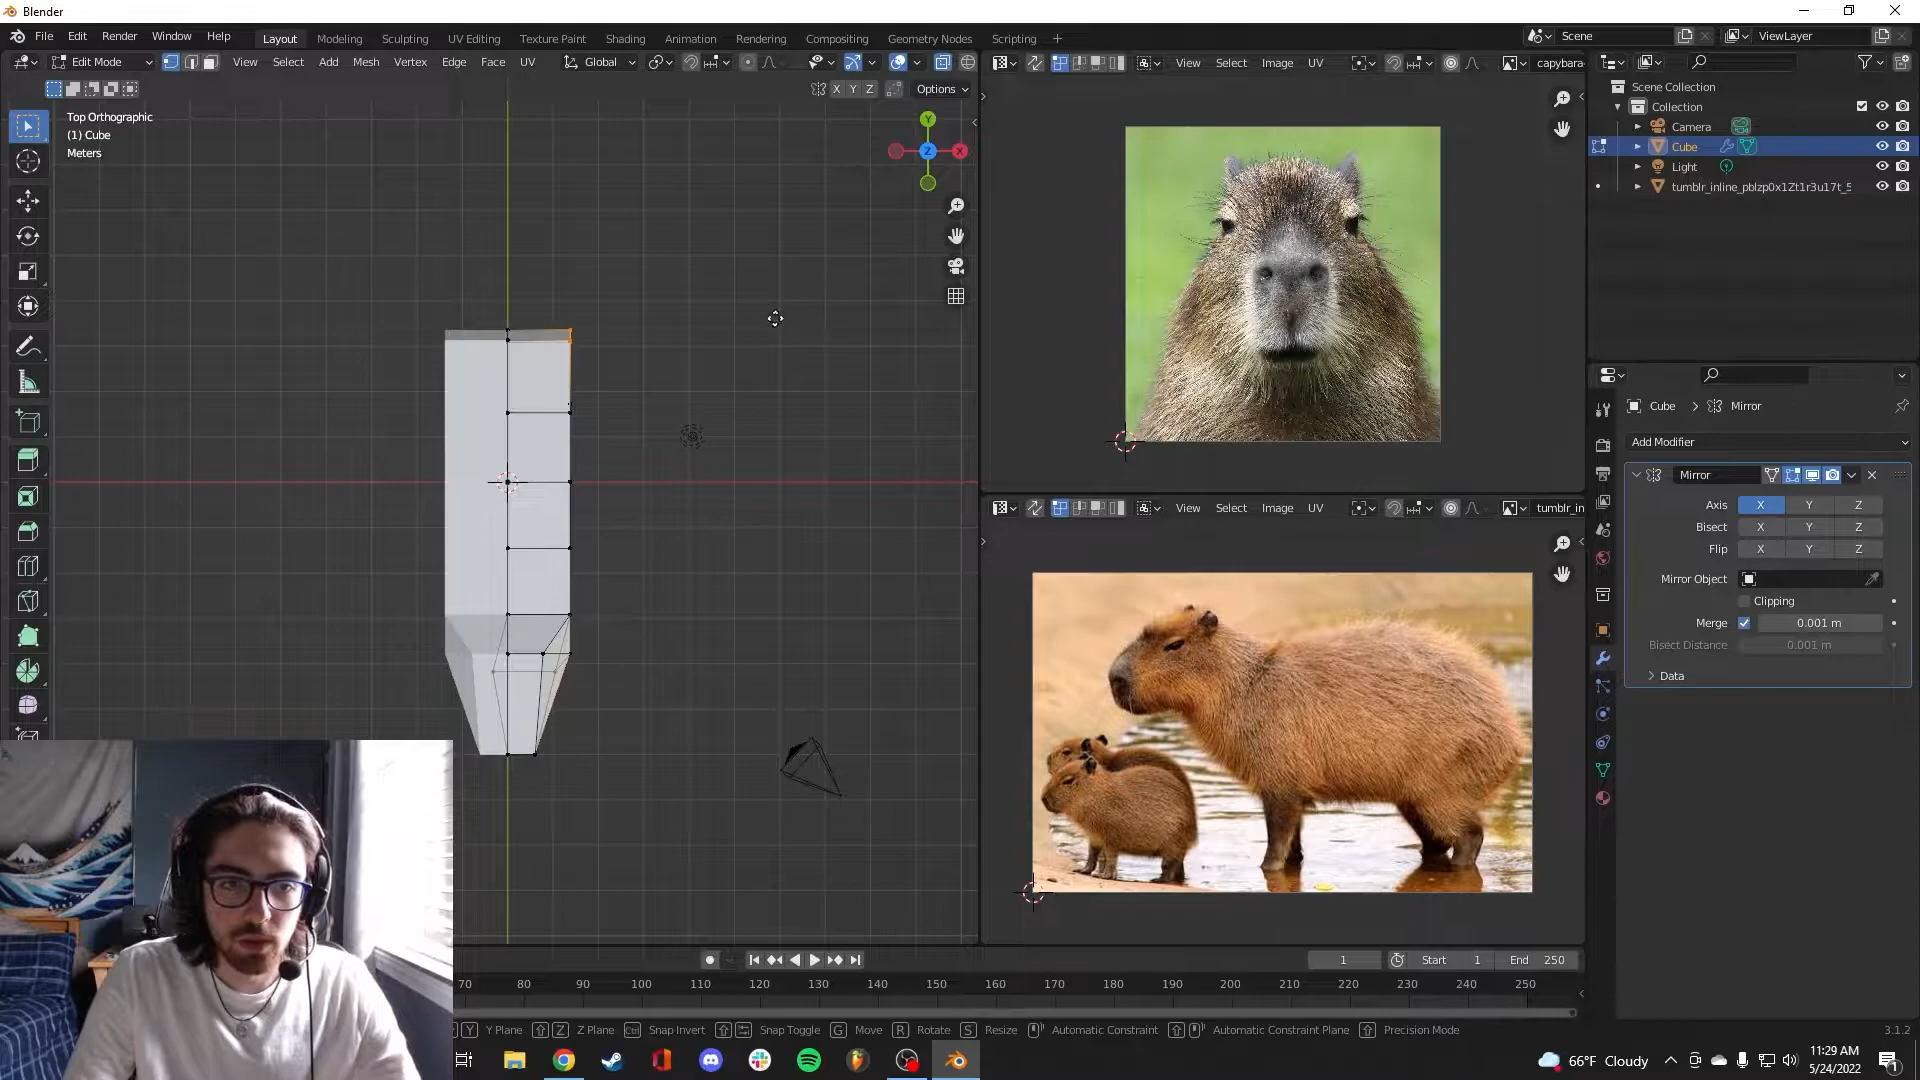 Blender
File Edit Render Window Help
Layout Modeling Sculpting UV Editing Texture Paint Shading Animation Rendering Compositing Geometry Nodes Scripting +
Scene
ViewLayer
Edit Mode View Select Add Mesh Vertex Edge Face UV Global
View Select Image UV capybara
X Y Z Options
Top Orthographic
(1) Cube
Meters
Y
Z X
Scene Collection
Collection
Camera
Cube
Light
tumblr_inline_pblzp0x1Zt1r3u17t_5
Cube > Mirror
Add Modifier
Mirror
Axis X Y Z
Bisect X Y Z
Flip X Y Z
Mirror Object
Clipping
Merge 0.001 m
Bisect Distance 0.001 m
Data
View Select Image UV tumblr_in
1 Start 1 End 250
70 80 90 100 110 120 130 140 150 160 170 180 190 200 210 220 230 240 250
Y Y Plane Z Z Plane Ctrl Snap Invert Snap Toggle G Move R Rotate S Resize Automatic Constraint Automatic Constraint Plane Precision Mode
3.1.2
66°F Cloudy
11:29 AM
5/24/2022
1